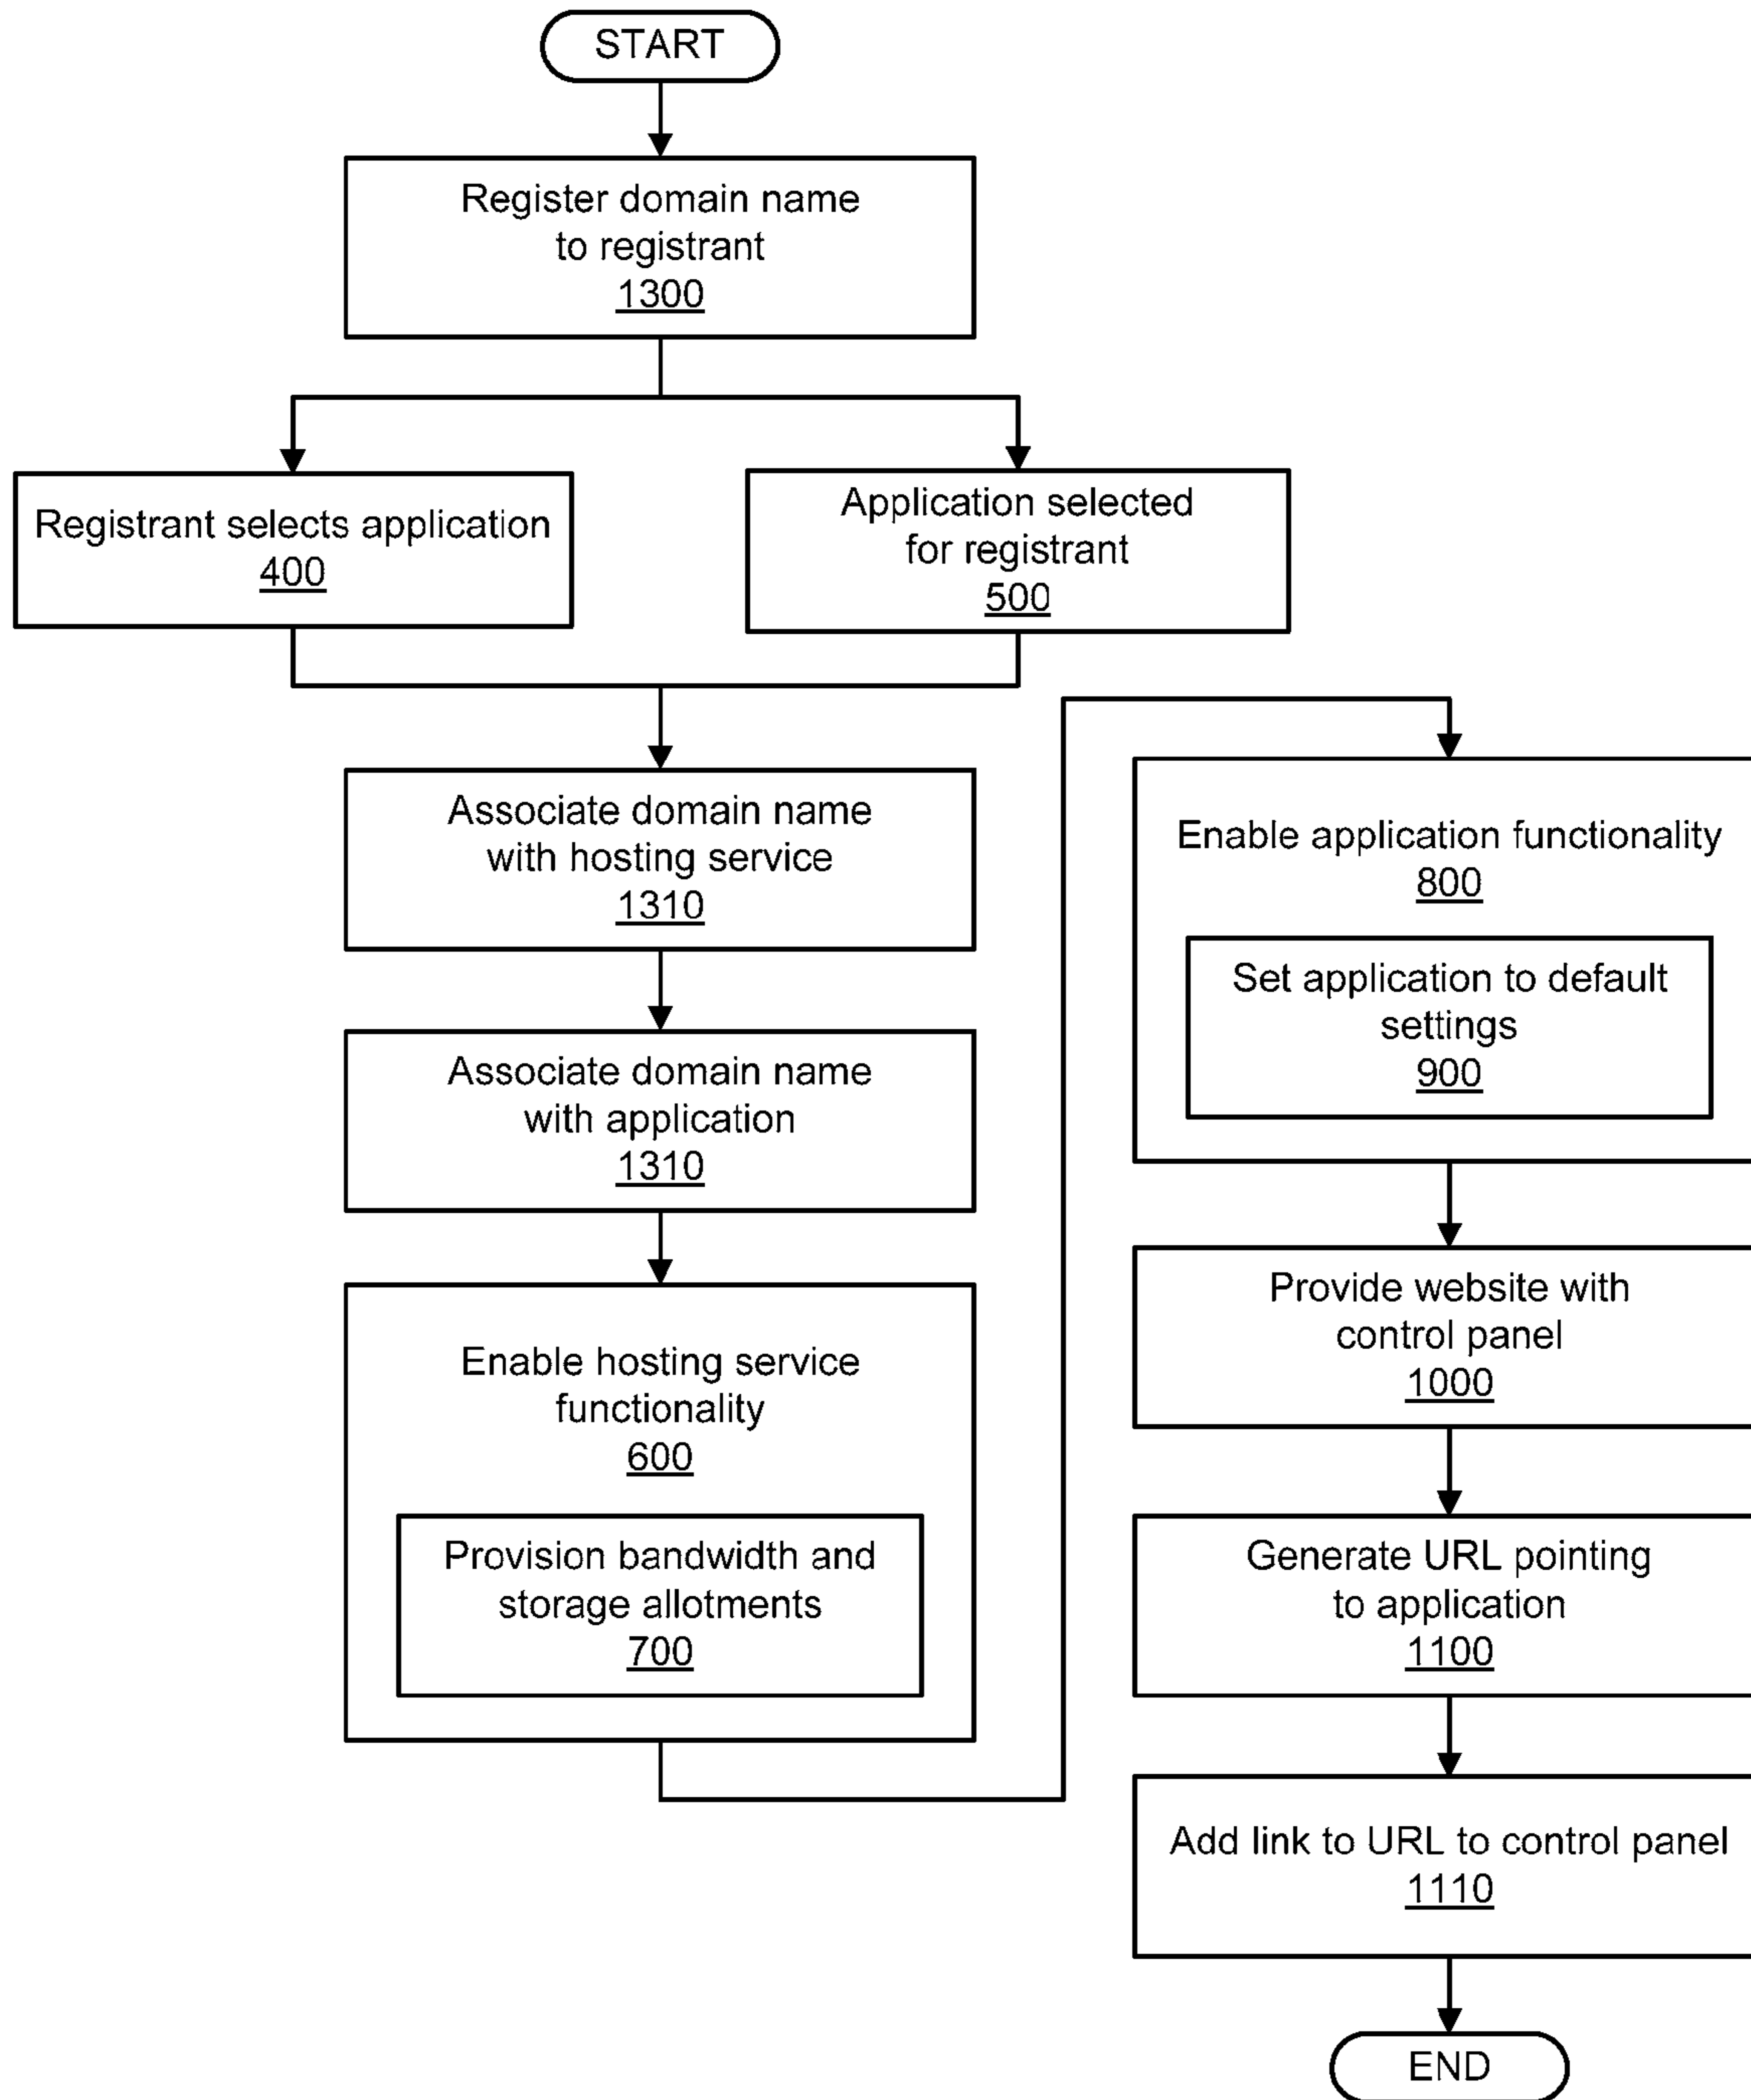 START
Register domain name
to registrant
1300
Registrant selects application
400
Application selected
for registrant
500
Associate domain name
with hosting service
1310
Associate domain name
with application
1310
Enable hosting service
functionality
600
Provision bandwidth and
storage allotments
700
Enable application functionality
800
Set application to default
settings
900
Provide website with
control panel
1000
Generate URL pointing
to application
1100
Add link to URL to control panel
1110
END